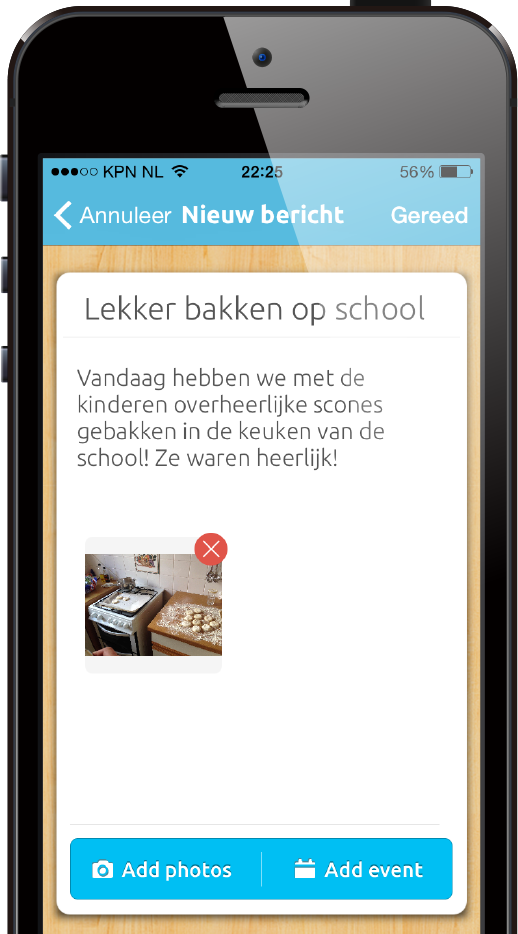 KPN NL 22:25 56%
Annuleer Nieuw bericht Gereed
Lekker bakken op school
Vandaag hebben we met de
kinderen overheerlijke scones
gebakken in de keuken van de
school! Ze waren heerlijk!
Add photos Add event